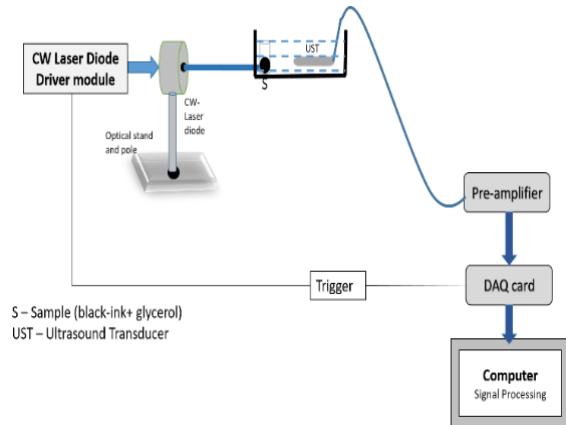 CW Laser Diode
Driver module
UST
S
CW-
Laser
diode
Optical stand
and pole
Pre-amplifier
Trigger
DAQ card
S – Sample (black-ink+ glycerol)
UST – Ultrasound Transducer
Computer
Signal Processing